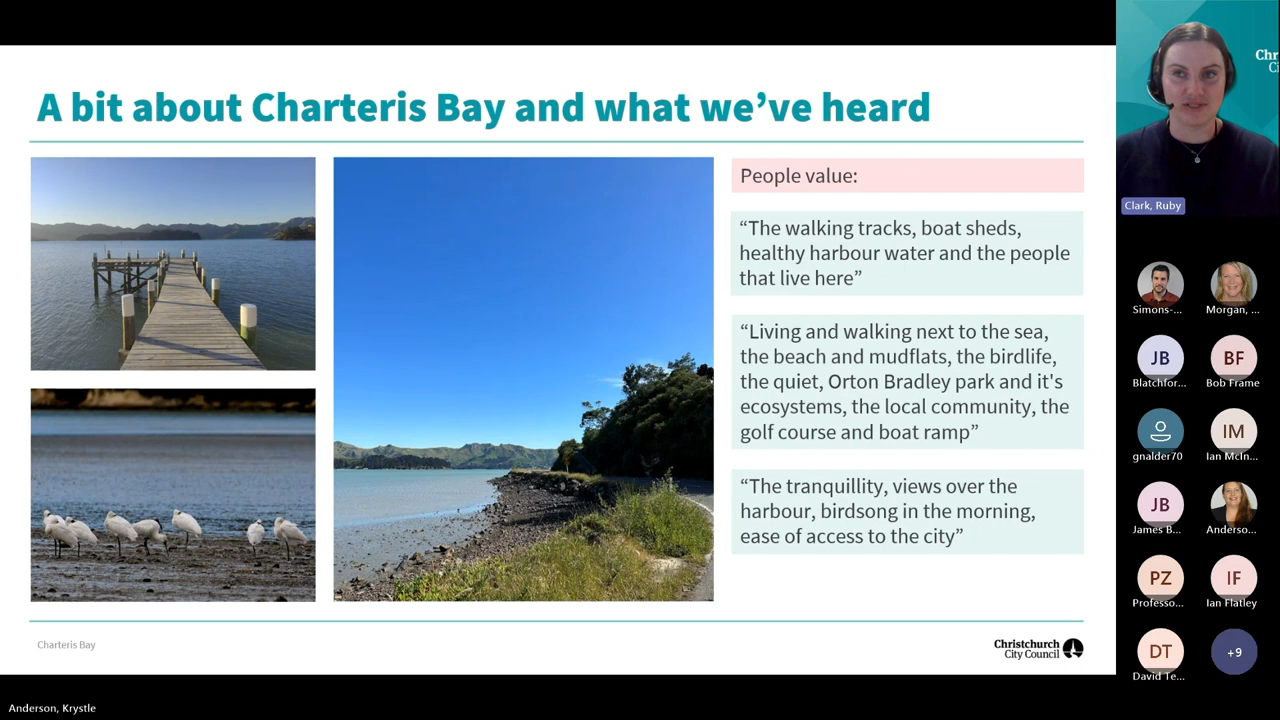 A bit about Charteris Bay and what we’ve heard
People value:
“The walking tracks, boat sheds,
healthy harbour water and the people
that live here”
“Living and walking next to the sea,
the beach and mudflats, the birdlife,
the quiet, Orton Bradley park and it's
ecosystems, the local community, the
golf course and boat ramp”
“The tranquillity, views over the
harbour, birdsong in the morning,
ease of access to the city”
Charteris Bay
Christchurch
City Council
Anderson, Krystle
Chr
Ci
Clark, Ruby
Simons-...
Morgan, ...
JB
Blatchfor...
BF
Bob Frame
gnalder70
IM
Ian McIn...
JB
James B...
Anderso...
PZ
Professo...
IF
Ian Flatley
DT
David Te...
+9